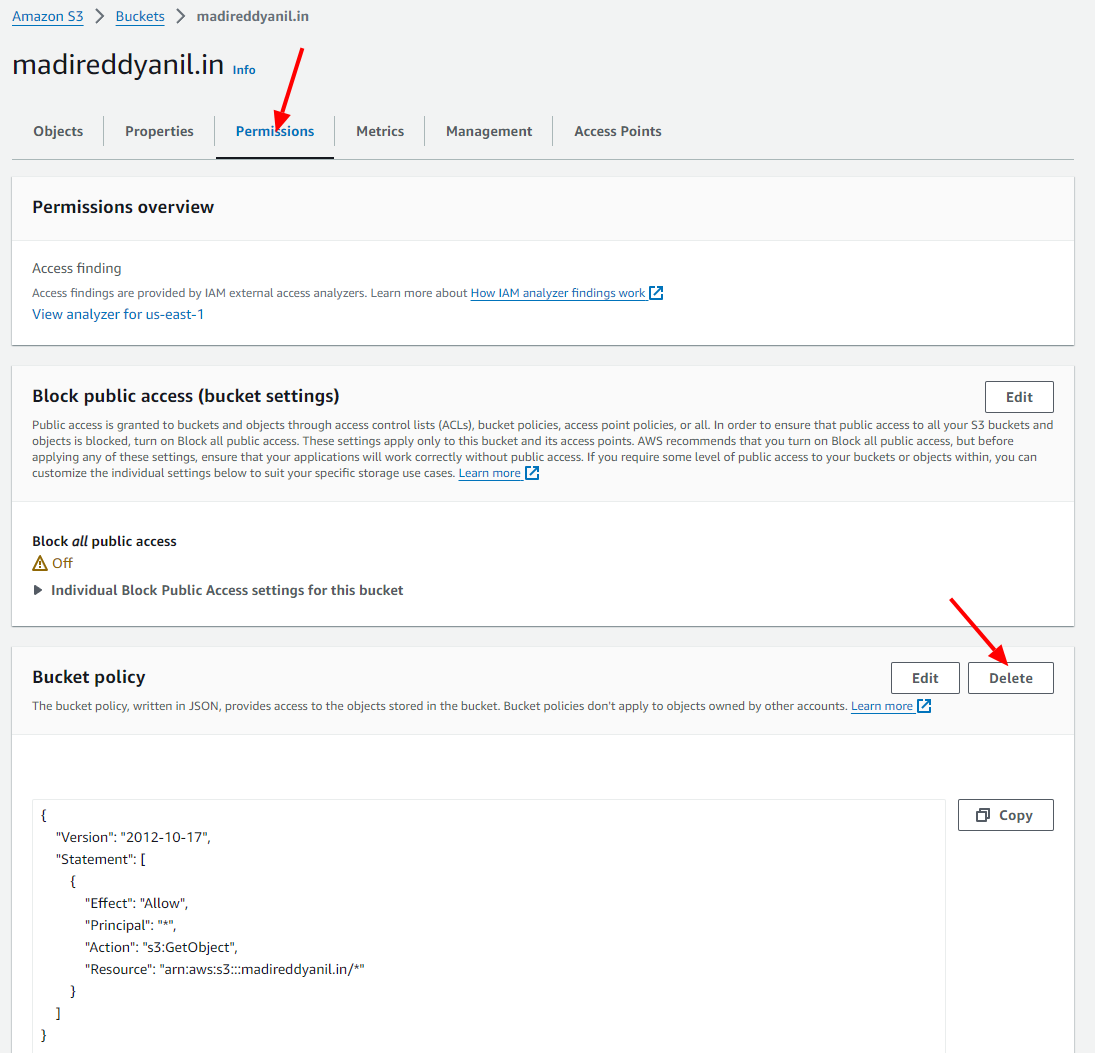 Amazon S3 > Buckets > madireddyanil.in
madireddyanil.in Info
Objects Properties Permissions Metrics Management Access Points
Permissions overview
Access finding
Access findings are provided by IAM external access analyzers. Learn more about How IAM analyzer findings work
View analyzer for us-east-1
Block public access (bucket settings) Edit
Public access is granted to buckets and objects through access control lists (ACLs), bucket policies, access point policies, or all. In order to ensure that public access to all your S3 buckets and
objects is blocked, turn on Block all public access. These settings apply only to this bucket and its access points. AWS recommends that you turn on Block all public access, but before
applying any of these settings, ensure that your applications will work correctly without public access. If you require some level of public access to your buckets or objects within, you can
customize the individual settings below to suit your specific storage use cases. Learn more
Block all public access
Off
Individual Block Public Access settings for this bucket
Bucket policy Edit Delete
The bucket policy, written in JSON, provides access to the objects stored in the bucket. Bucket policies don't apply to objects owned by other accounts. Learn more
{ Copy
"Version": "2012-10-17",
"Statement": [
{
"Effect": "Allow",
"Principal": "*",
"Action": "s3:GetObject",
"Resource": "arn:aws:s3:::madireddyanil.in/*"
}
]
}